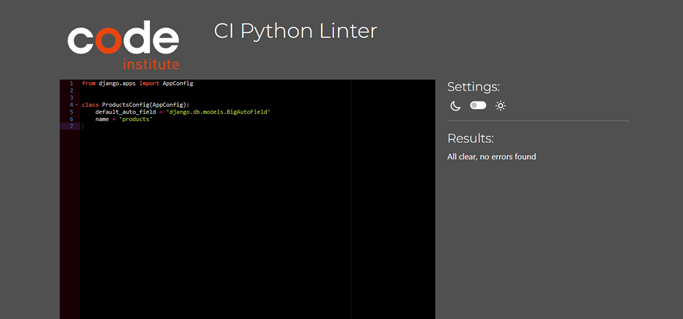 code
institute
CI Python Linter
1 from django.apps import AppConfig
2
3
4 class ProductsConfig(AppConfig):
5     default_auto_field = 'django.db.models.BigAutoField'
6     name = 'products'
7
Settings:
Results:
All clear, no errors found